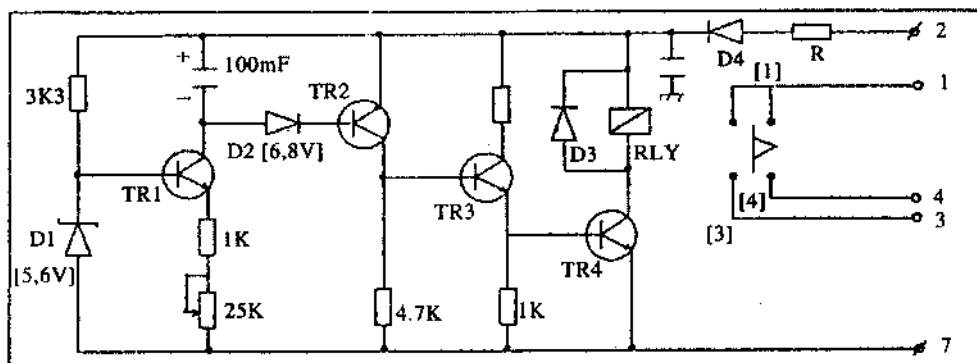 2
D4
R
+
100mF
[1]
1
3K3
−
TR2
D2 [6,8V]
D3
RLY
TR1
TR3
[4]
4
3
[3]
D1
1K
TR4
[5,6V]
25K
4.7K
1K
7